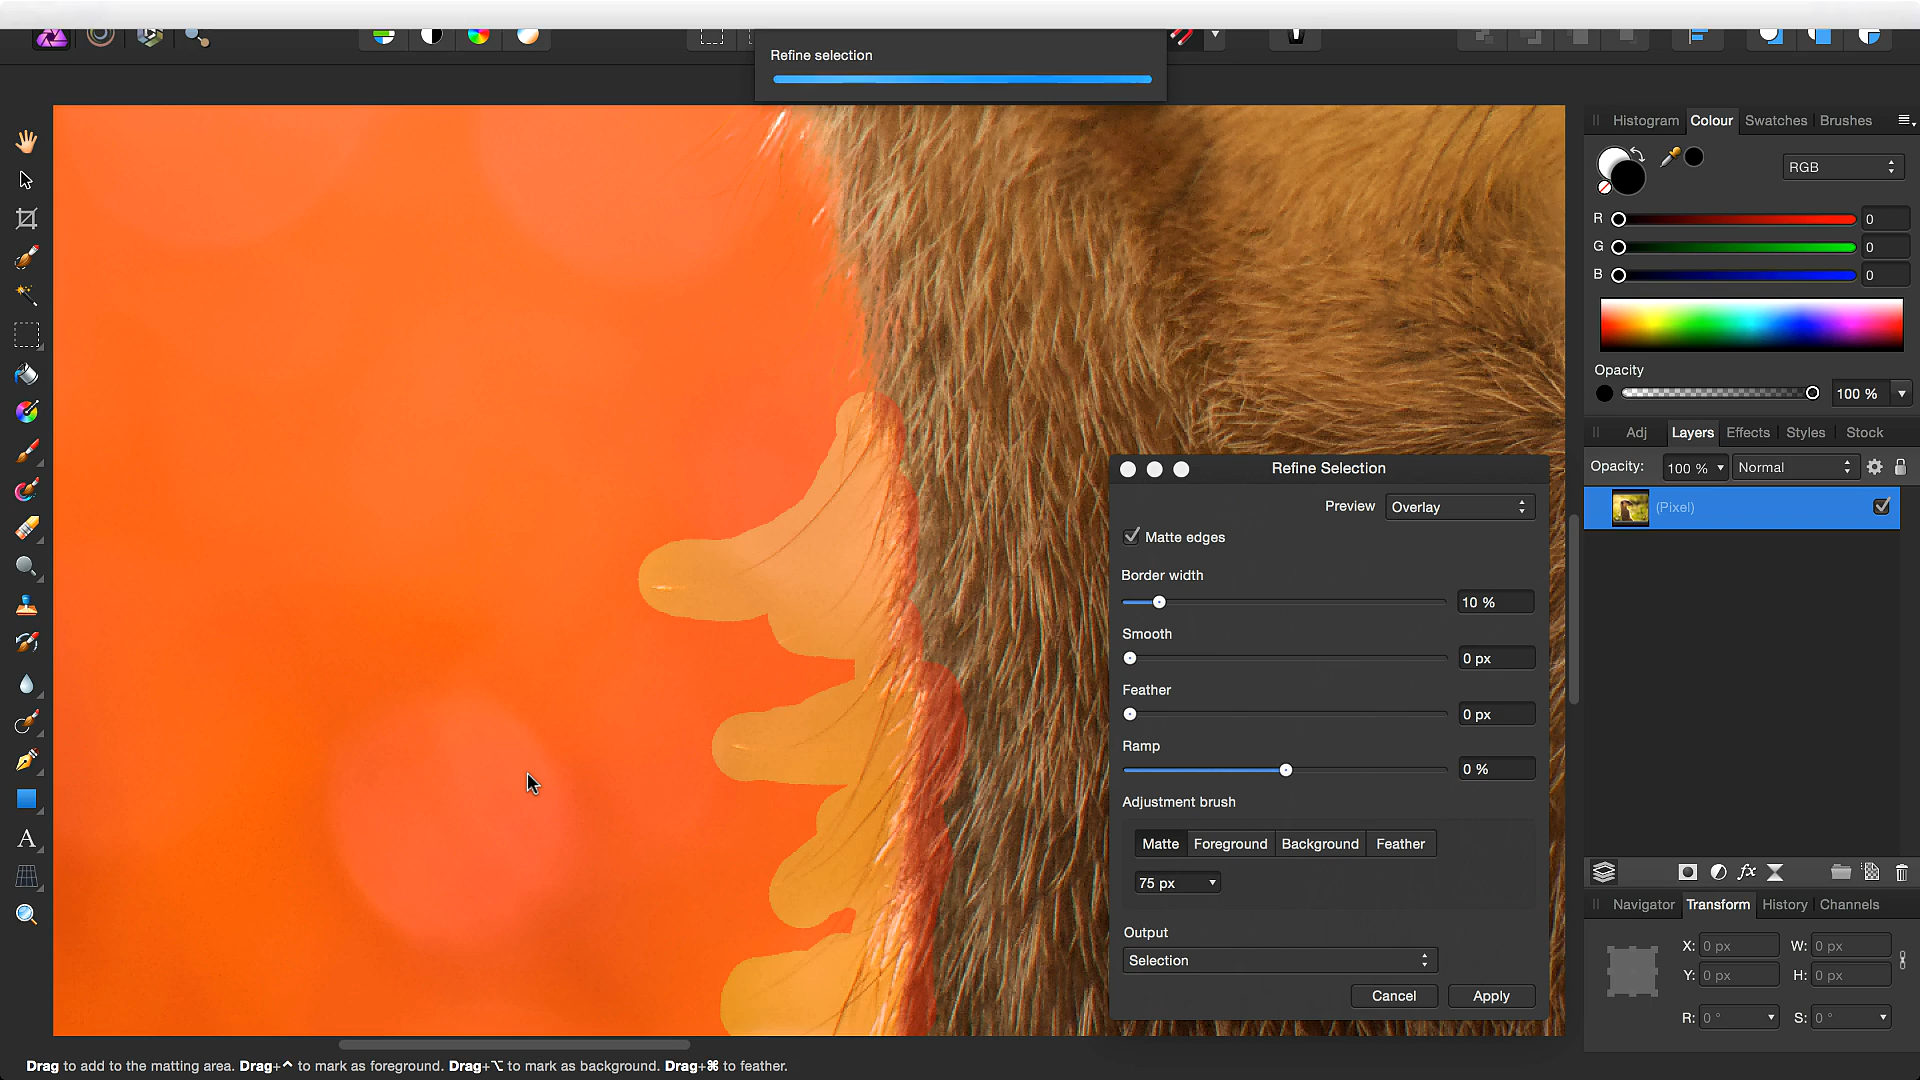 Refine selection
Histogram Colour Swatches Brushes
RGB
R 0
G 0
B 0
Opacity
100 %
Adj Layers Effects Styles Stock
Opacity: 100 % Normal
(Pixel)
Refine Selection
Preview Overlay
Matte edges
Border width
10 %
Smooth
0 px
Feather
0 px
Ramp
0 %
Adjustment brush
Matte Foreground Background Feather
75 px
Output
Selection
Cancel Apply
A
fx
Navigator Transform History Channels
X: 0 px W: 0 px
Y: 0 px H: 0 px
R: 0 ° S: 0 °
Drag to add to the matting area. Drag+⌃ to mark as foreground. Drag+⌥ to mark as background. Drag+⌘ to feather.